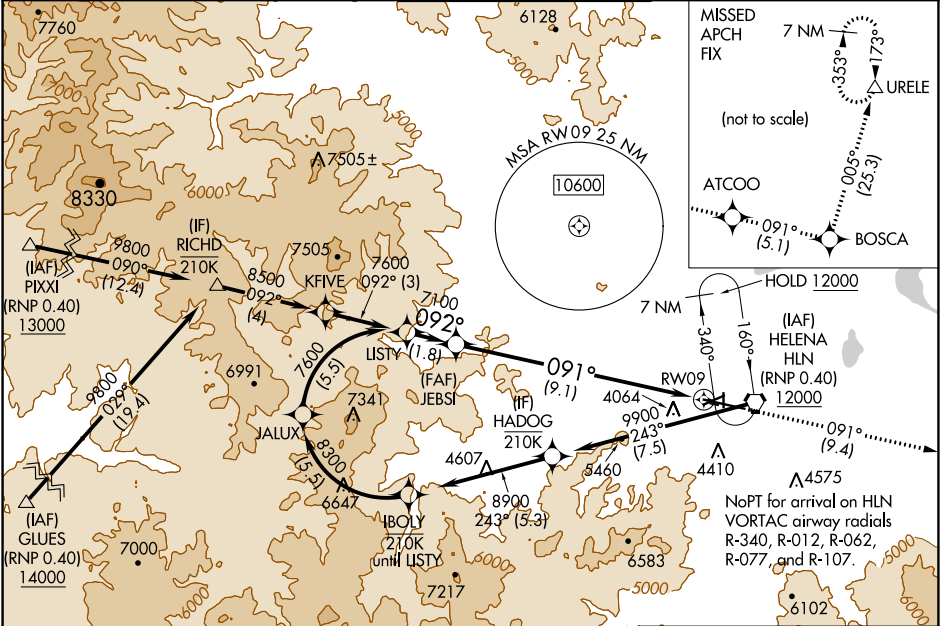 7760
6128
7000
5000
MSA RW09 25 NM
10600
7505±
8330
6000
MISSED
APCH
FIX
7 NM
353°
173°
URELE
(not to scale)
ATCOO
005°
(25.3)
091°
(5.1)
BOSCA
(IAF)
PIXXI
(RNP 0.40)
13000
9800
090°
(12.4)
(IF)
RICHD
210K
8500
092°
(4)
KFIVE
7505
7600
092° (3)
7100
092°
LISTY
(1.8)
(FAF)
JEBSI
5000
091°
(9.1)
7 NM
HOLD 12000
340°
160°
(IAF)
HELENA
HLN
(RNP 0.40)
12000
RW09
4064
091°
(9.4)
9800
029°
(19.4)
6991
7600
(5.5)
7341
JALUX
8300
(5.5)
6647
(IF)
HADOG
210K
9900
243°
(7.5)
4607
5460
4410
4575
8900
243° (5.3)
IBOLY
210K
until LISTY
(IAF)
GLUES
(RNP 0.40)
14000
7000
6000
7217
6000
6583
5000
NoPT for arrival on HLN
VORTAC airway radials
R-340, R-012, R-062,
R-077, and R-107.
5000
6102